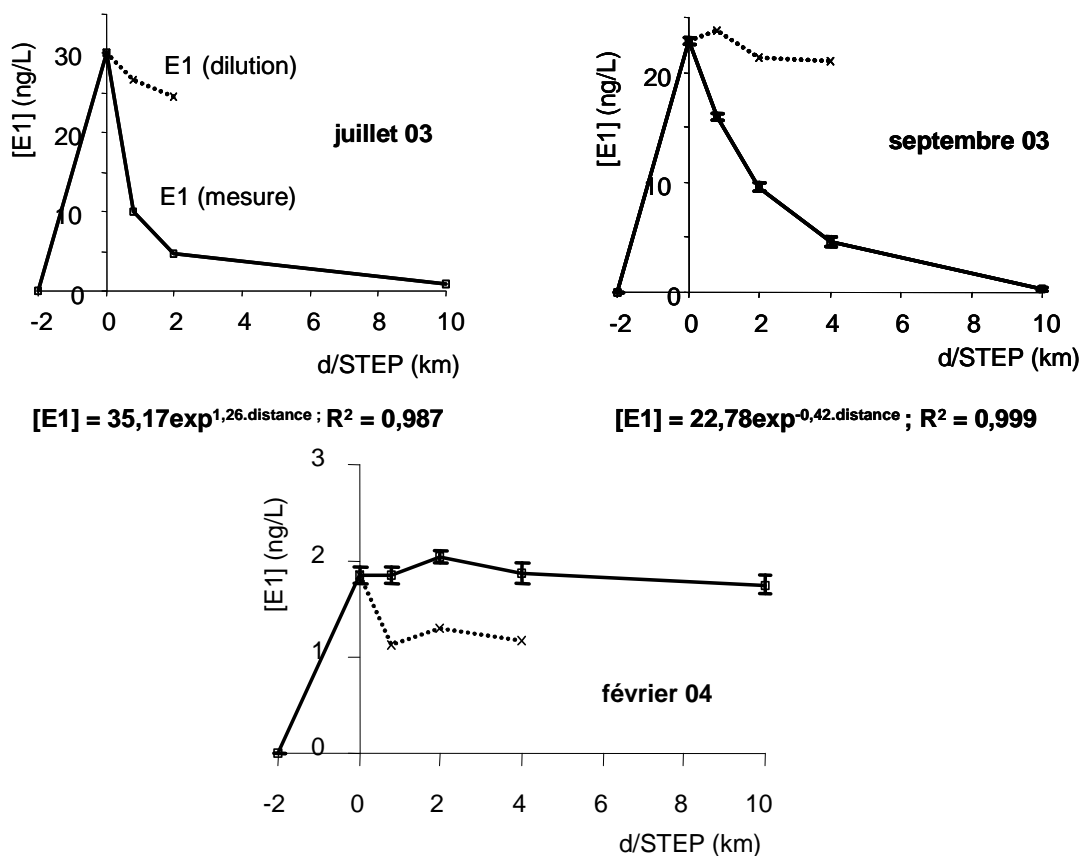 [E1] (ng/L)
30
20
10
0
E1 (dilution)
juillet 03
E1 (mesure)
-2 0 2 4 6 8 10
d/STEP (km)
[E1] = 35,17exp1,26.distance ; R² = 0,987
[E1] (ng/L)
20
10
0
septembre 03
-2 0 2 4 6 8 10
d/STEP (km)
[E1] = 22,78exp-0,42.distance ; R² = 0,999
[E1] (ng/L)
3
2
1
0
février 04
-2 0 2 4 6 8 10
d/STEP (km)